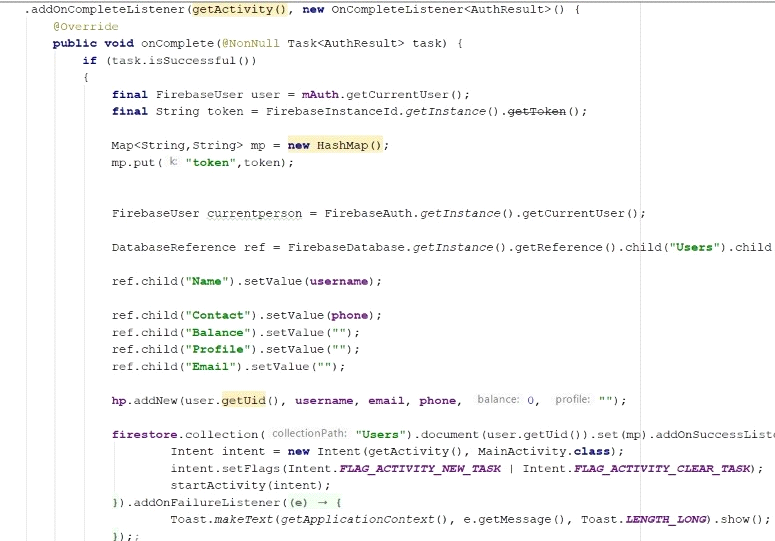 .addOnCompleteListener(getActivity(), new OnCompleteListener<AuthResult>() {
@Override
public void onComplete(@NonNull Task<AuthResult> task) {
if (task.isSuccessful())
{
final FirebaseUser user = mAuth.getCurrentUser();
final String token = FirebaseInstanceId.getInstance().getToken();
Map<String,String> mp = new HashMap();
mp.put( k: "token",token);
FirebaseUser currentperson = FirebaseAuth.getInstance().getCurrentUser();
DatabaseReference ref = FirebaseDatabase.getInstance().getReference().child("Users").child
ref.child("Name").setValue(username);
ref.child("Contact").setValue(phone);
ref.child("Balance").setValue("");
ref.child("Profile").setValue("");
ref.child("Email").setValue("");
hp.addNew(user.getUid(), username, email, phone, balance: 0, profile: "");
firestore.collection( collectionPath: "Users").document(user.getUid()).set(mp).addOnSuccessListe
Intent intent = new Intent(getActivity(), MainActivity.class);
intent.setFlags(Intent.FLAG_ACTIVITY_NEW_TASK | Intent.FLAG_ACTIVITY_CLEAR_TASK);
startActivity(intent);
}).addOnFailureListener((e) → {
Toast.makeText(getApplicationContext(), e.getMessage(), Toast.LENGTH_LONG).show();
});;